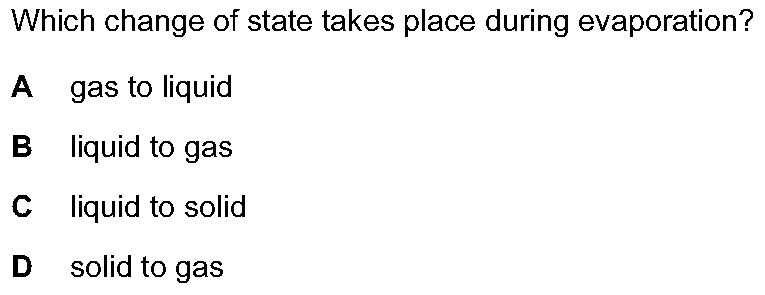 Which change of state takes place during evaporation?
A gas to liquid
B liquid to gas
C liquid to solid
D solid to gas